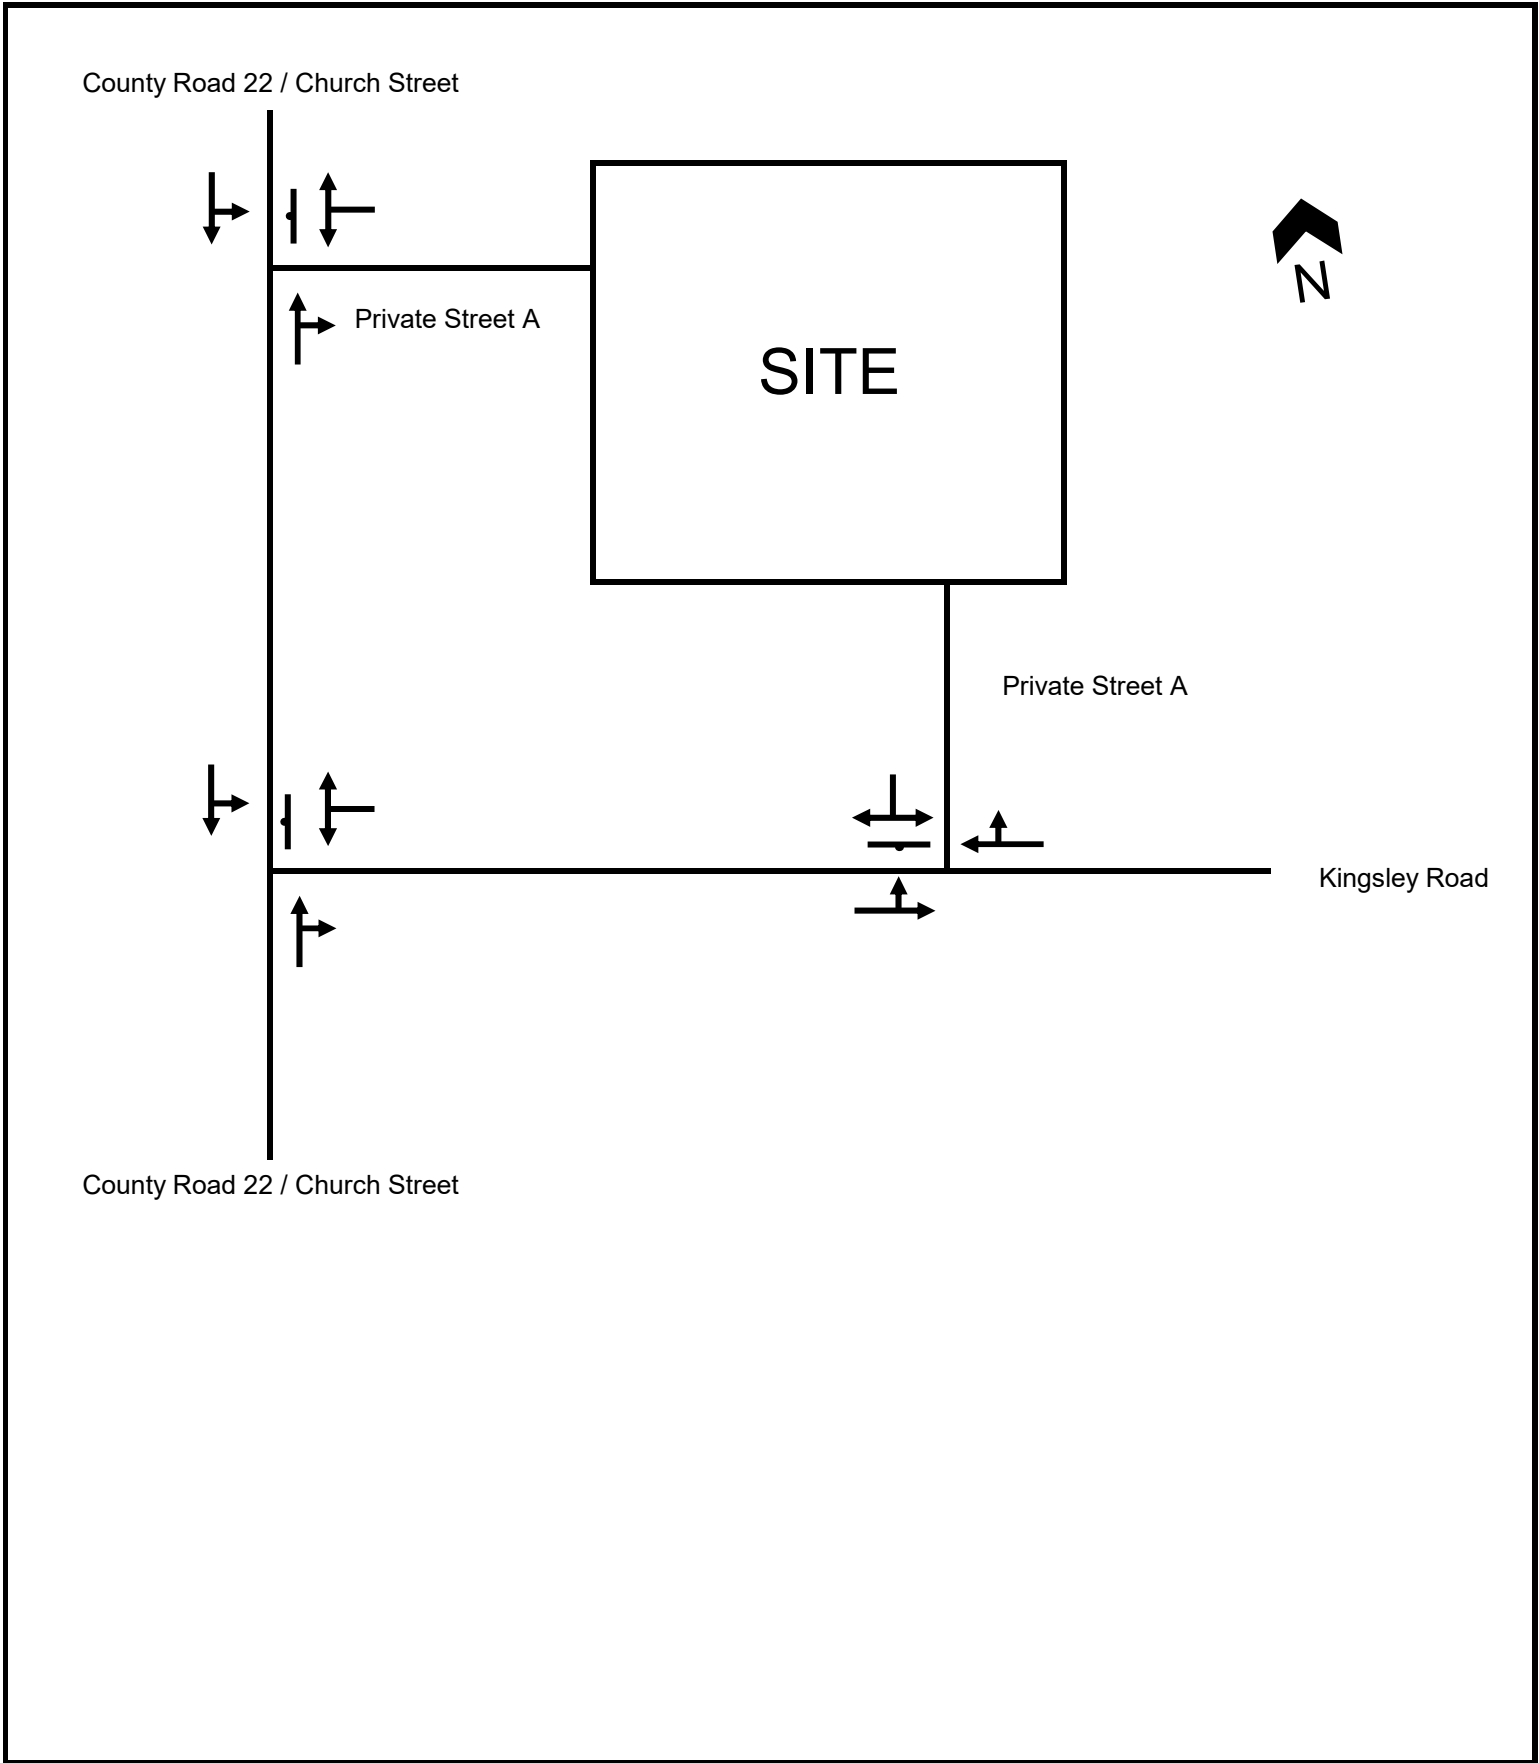 County Road 22 / Church Street
N
Private Street A
SITE
Private Street A
Kingsley Road
County Road 22 / Church Street